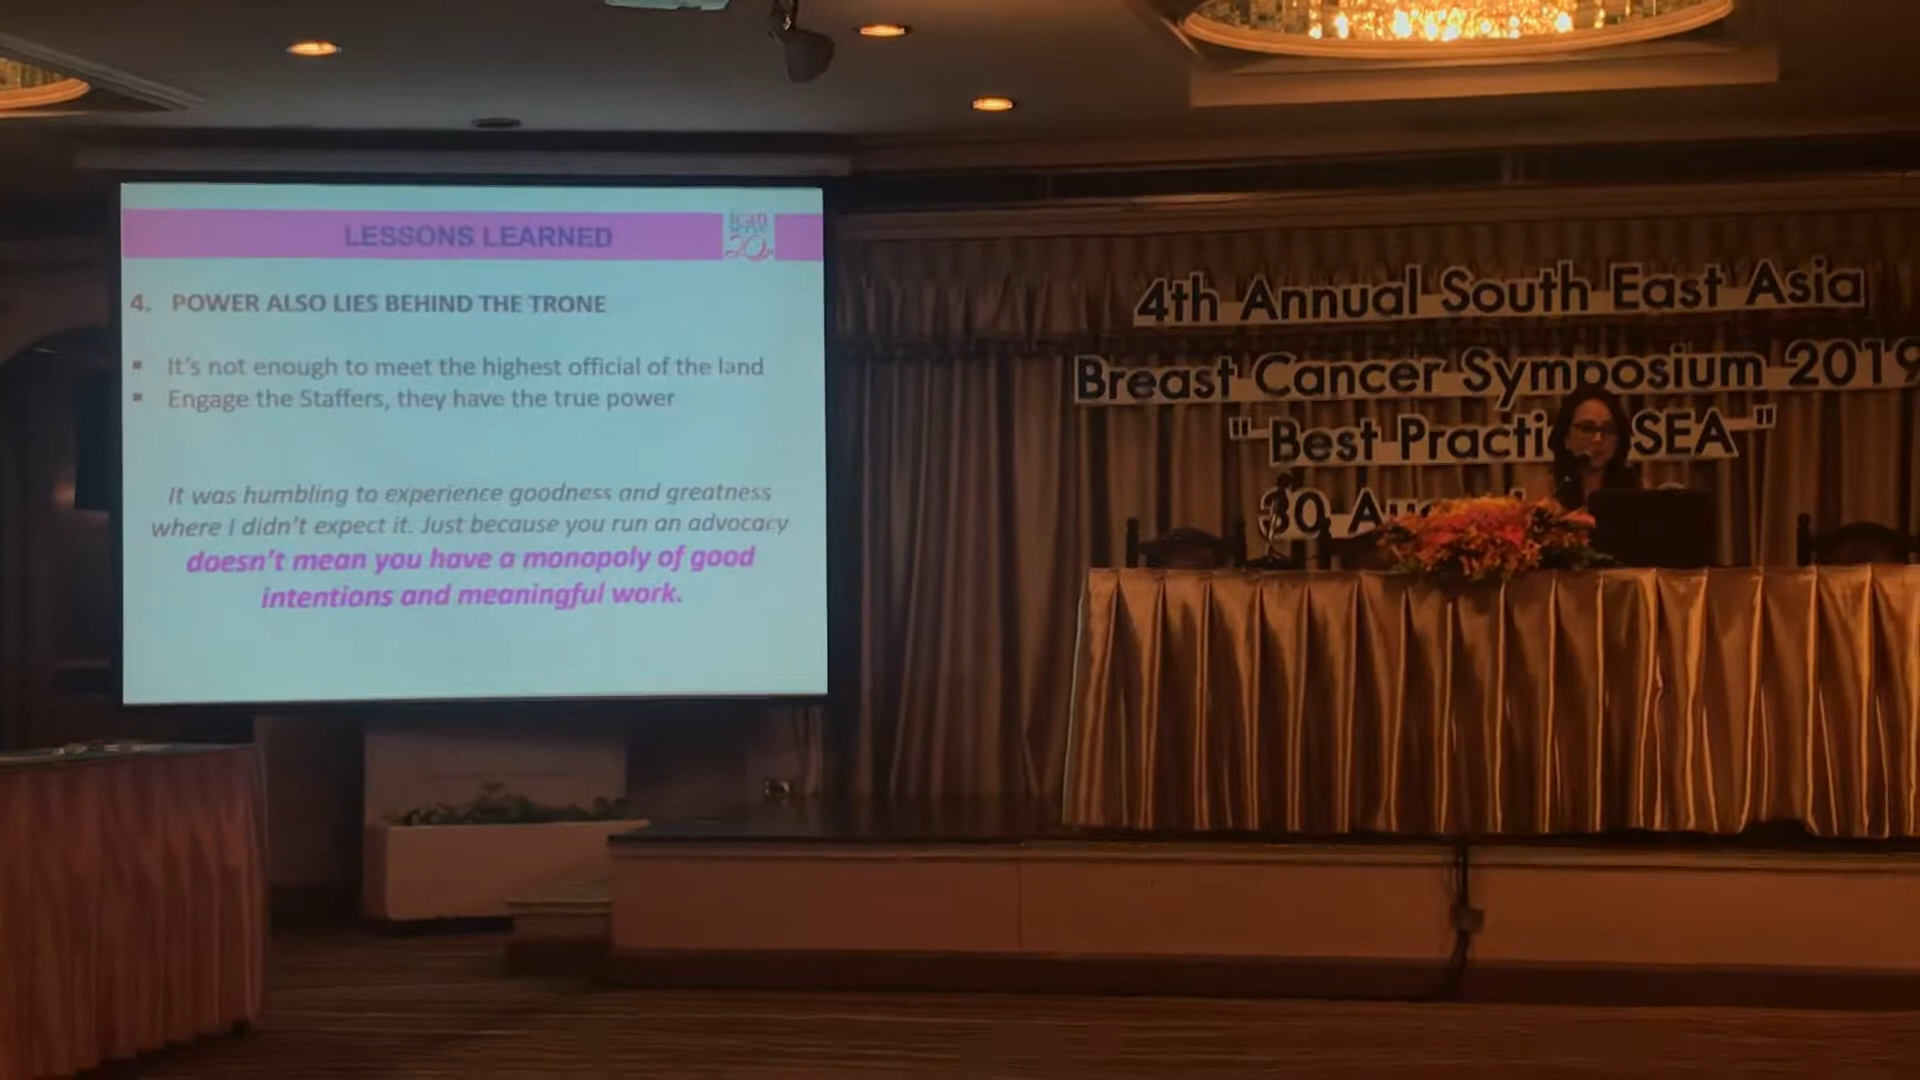 LESSONS LEARNED
20
4. POWER ALSO LIES BEHIND THE TRONE
▪ It's not enough to meet the highest official of the land
▪ Engage the Staffers, they have the true power
It was humbling to experience goodness and greatness
where I didn't expect it. Just because you run an advocacy
doesn't mean you have a monopoly of good
intentions and meaningful work.
4th Annual South East Asia
Breast Cancer Symposium 2019
" Best Practi SEA "
30